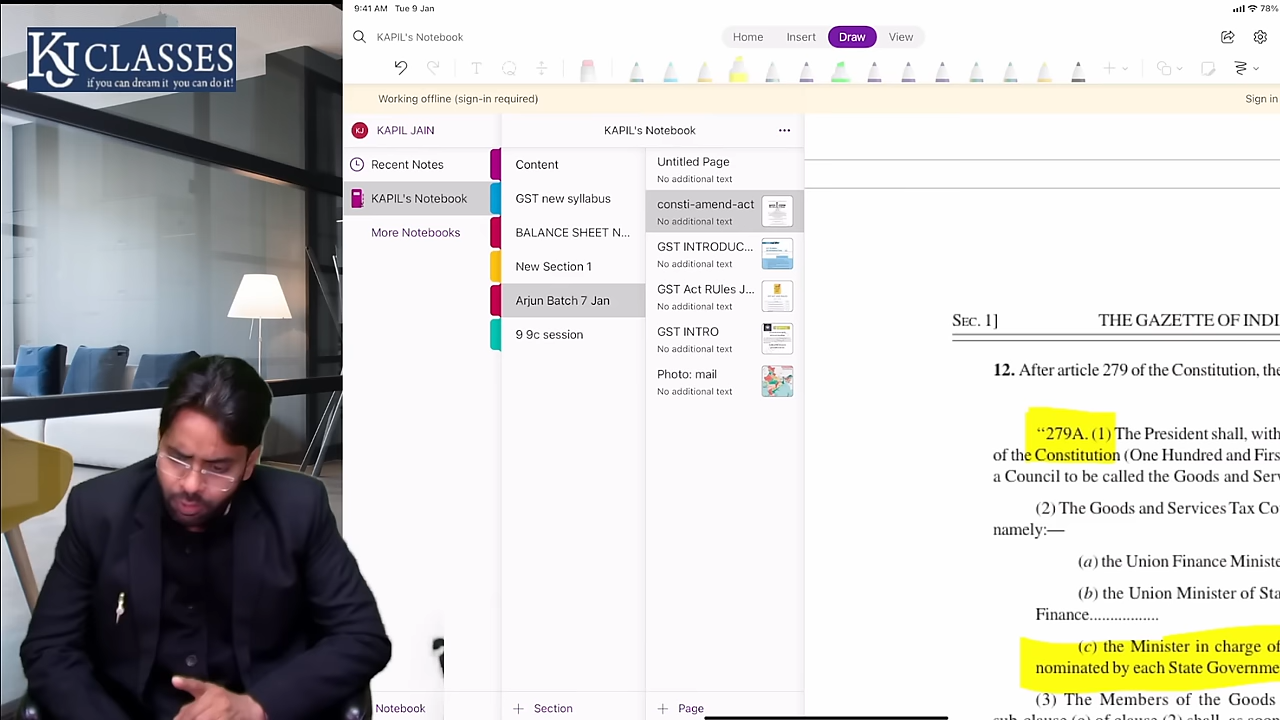 KJ CLASSES
if you can dream it you can do it!
9:41 AM Tue 9 Jan
78%
KAPIL's Notebook
Home Insert Draw View
Working offline (sign-in required)
Sign in
KJ KAPIL JAIN
KAPIL's Notebook
Recent Notes
KAPIL's Notebook
More Notebooks
Content
GST new syllabus
BALANCE SHEET N...
New Section 1
Arjun Batch 7 Jan
9 9c session
Untitled Page
No additional text
consti-amend-act
No additional text
GST INTRODUC...
No additional text
GST Act RUles J...
No additional text
GST INTRO
No additional text
Photo: mail
No additional text
Notebook
+ Section
+ Page
SEC. 1] THE GAZETTE OF INDI
12. After article 279 of the Constitution, the
“279A. (1) The President shall, with
of the Constitution (One Hundred and Firs
a Council to be called the Goods and Serv
(2) The Goods and Services Tax Co
namely:—
(a) the Union Finance Ministe
(b) the Union Minister of Sta
Finance.................
(c) the Minister in charge of
nominated by each State Governme
(3) The Members of the Goods